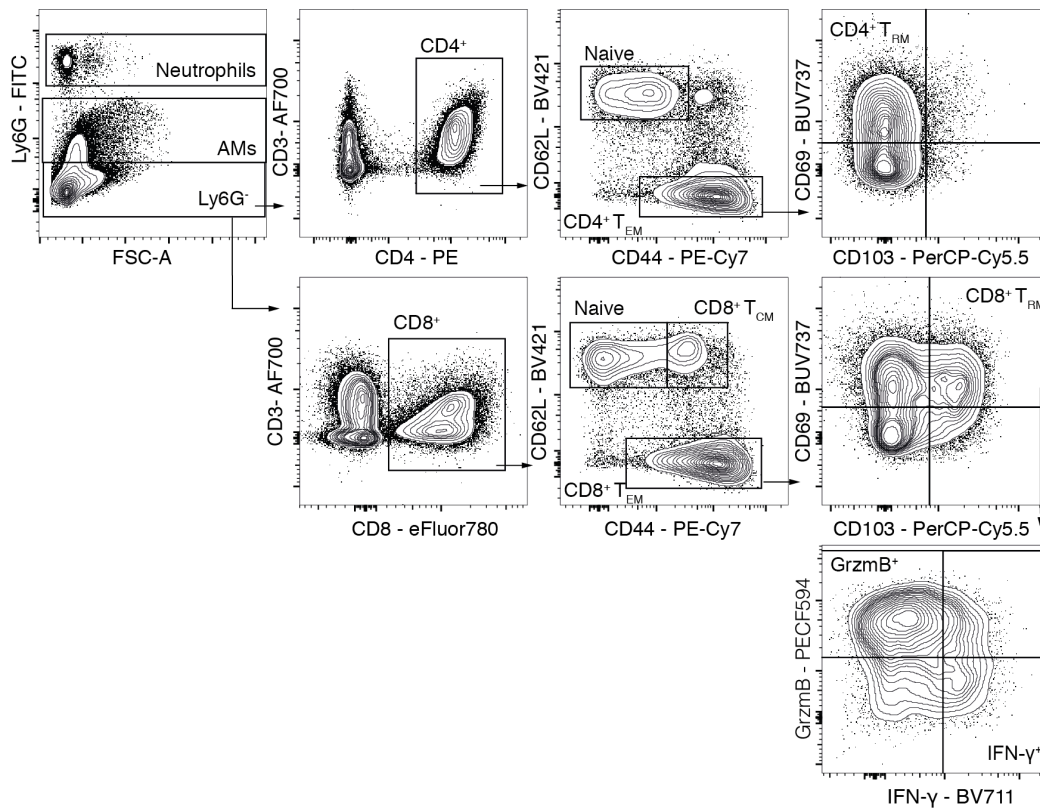 Ly6G - FITC
Neutrophils
AMs
Ly6G⁻
FSC-A
CD3- AF700
CD4⁺
CD4 - PE
CD62L - BV421
Naive
CD4⁺ T_EM
CD44 - PE-Cy7
CD69 - BUV737
CD4⁺ T_RM
CD103 - PerCP-Cy5.5
CD3- AF700
CD8⁺
CD8 - eFluor780
CD62L - BV421
Naive
CD8⁺ T_CM
CD8⁺ T_EM
CD44 - PE-Cy7
CD69 - BUV737
CD8⁺ T_RM
CD103 - PerCP-Cy5.5
GrzmB - PECF594
GrzmB⁺
IFN-γ⁺
IFN-γ - BV711